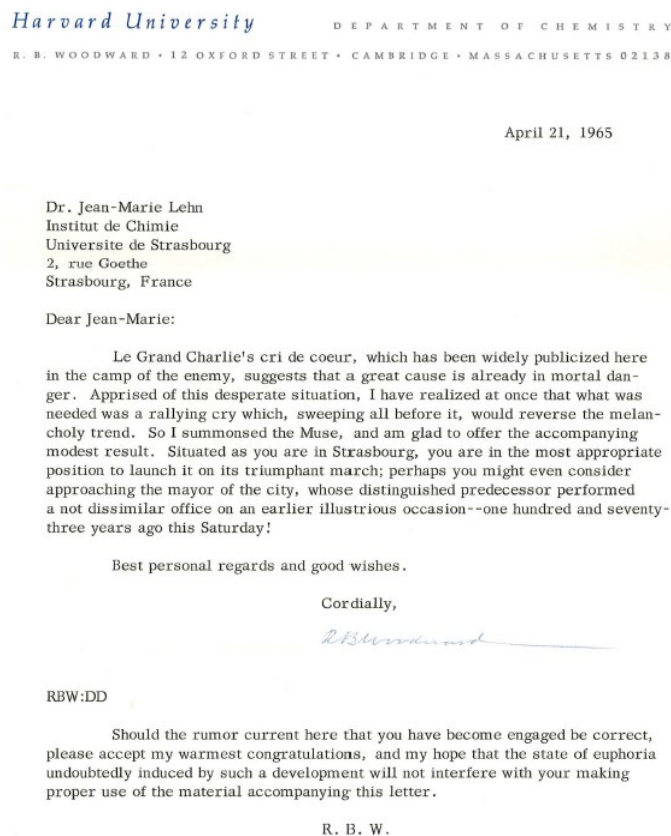 Harvard University DEPARTMENT OF CHEMISTRY
R. B. WOODWARD · 12 OXFORD STREET · CAMBRIDGE · MASSACHUSETTS 02138
April 21, 1965
Dr. Jean-Marie Lehn
Institut de Chimie
Universite de Strasbourg
2, rue Goethe
Strasbourg, France
Dear Jean-Marie:
Le Grand Charlie's cri de coeur, which has been widely publicized here
in the camp of the enemy, suggests that a great cause is already in mortal dan-
ger. Apprised of this desperate situation, I have realized at once that what was
needed was a rallying cry which, sweeping all before it, would reverse the melan-
choly trend. So I summonsed the Muse, and am glad to offer the accompanying
modest result. Situated as you are in Strasbourg, you are in the most appropriate
position to launch it on its triumphant march; perhaps you might even consider
approaching the mayor of the city, whose distinguished predecessor performed
a not dissimilar office on an earlier illustrious occasion--one hundred and seventy-
three years ago this Saturday!
Best personal regards and good wishes.
Cordially,
RBWoodward
RBW:DD
Should the rumor current here that you have become engaged be correct,
please accept my warmest congratulations, and my hope that the state of euphoria
undoubtedly induced by such a development will not interfere with your making
proper use of the material accompanying this letter.
R. B. W.